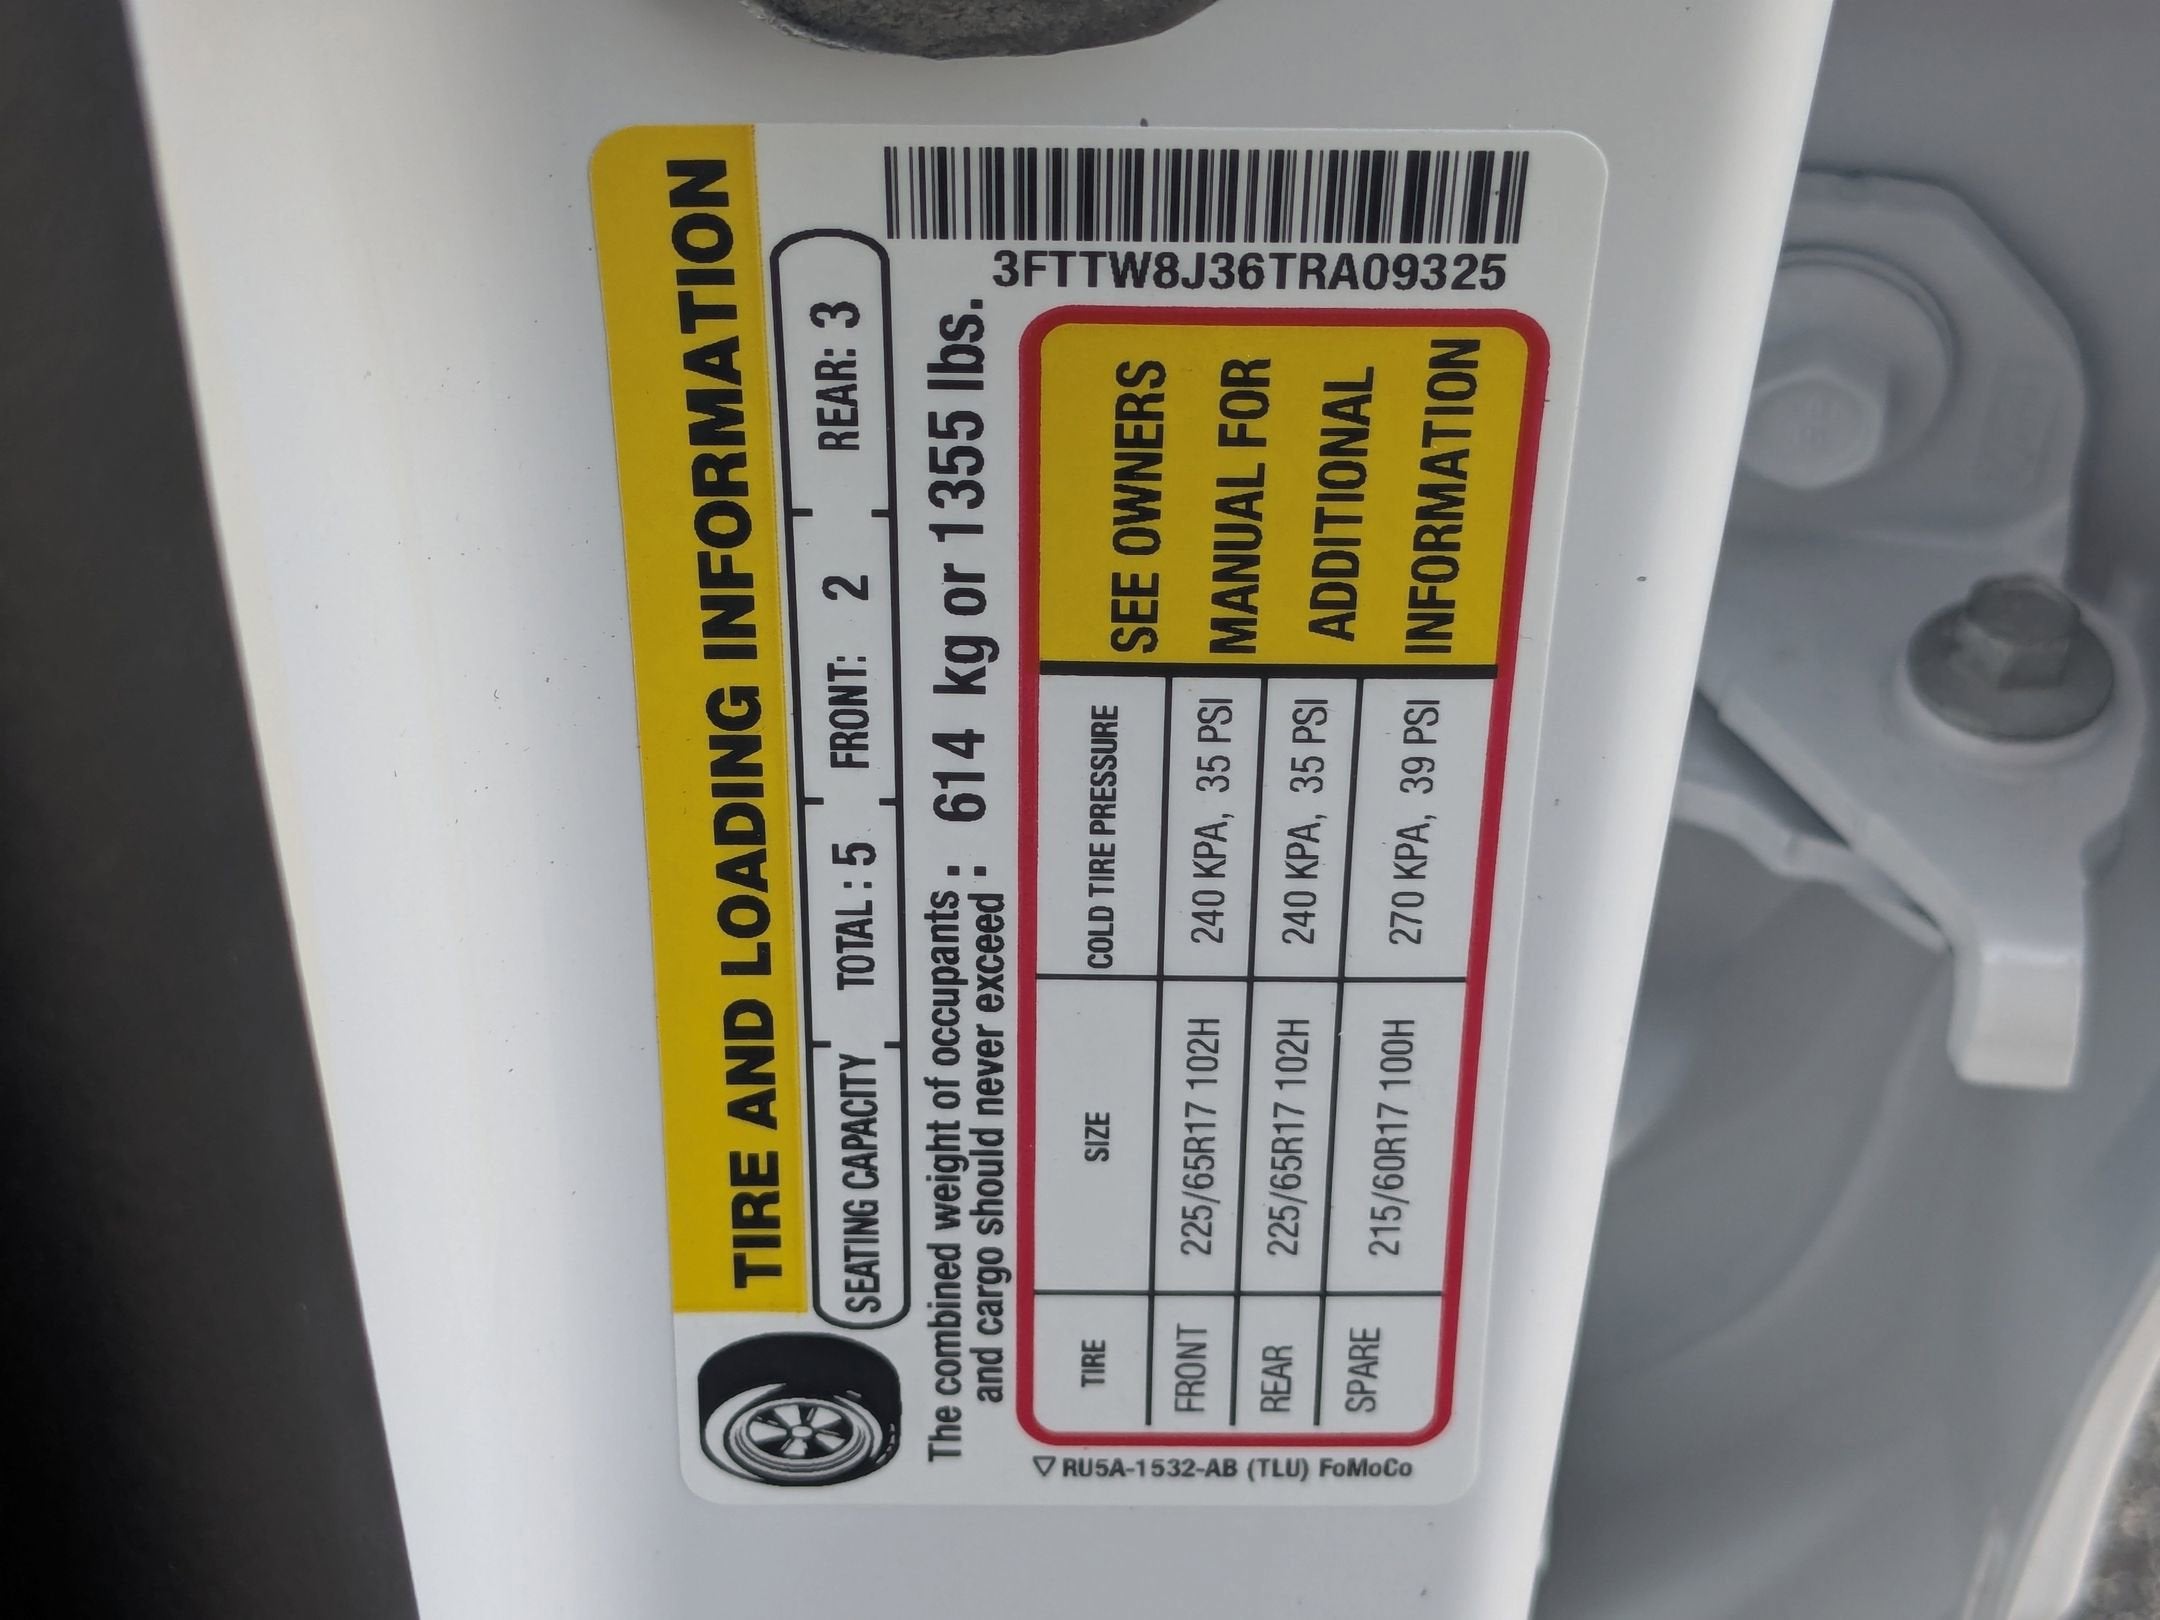 TIRE AND LOADING INFORMATION
SEATING CAPACITY TOTAL : 5 FRONT: 2 REAR: 3
The combined weight of occupants : 614 kg or 1355 lbs.
and cargo should never exceed :
3FTTW8J36TRA09325
TIRE SIZE COLD TIRE PRESSURE
FRONT 225/65R17 102H 240 KPA, 35 PSI
REAR 225/65R17 102H 240 KPA, 35 PSI
SPARE 215/60R17 100H 270 KPA, 39 PSI
SEE OWNERS
MANUAL FOR
ADDITIONAL
INFORMATION
RU5A-1532-AB (TLU) FoMoCo